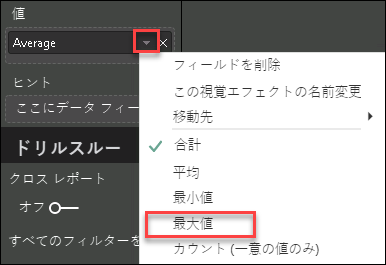 値
Average
ヒント
ここにデータ フィー
ドリルスルー
クロス レポート
オフ
すべてのフィルターを
フィールドを削除
この視覚エフェクトの名前変更
移動先
合計
平均
最小値
最大値
カウント (一意の値のみ)